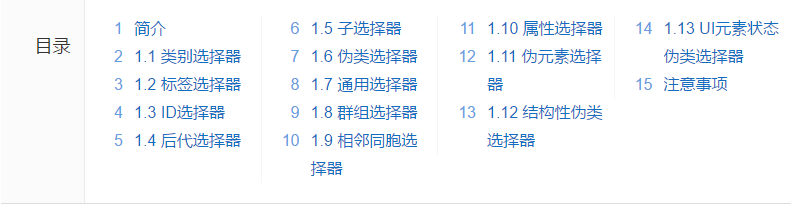 目录
1 简介
2 1.1 类别选择器
3 1.2 标签选择器
4 1.3 ID选择器
5 1.4 后代选择器
6 1.5 子选择器
7 1.6 伪类选择器
8 1.7 通用选择器
9 1.8 群组选择器
10 1.9 相邻同胞选
择器
11 1.10 属性选择器
12 1.11 伪元素选择
器
13 1.12 结构性伪类
选择器
14 1.13 UI元素状态
伪类选择器
15 注意事项